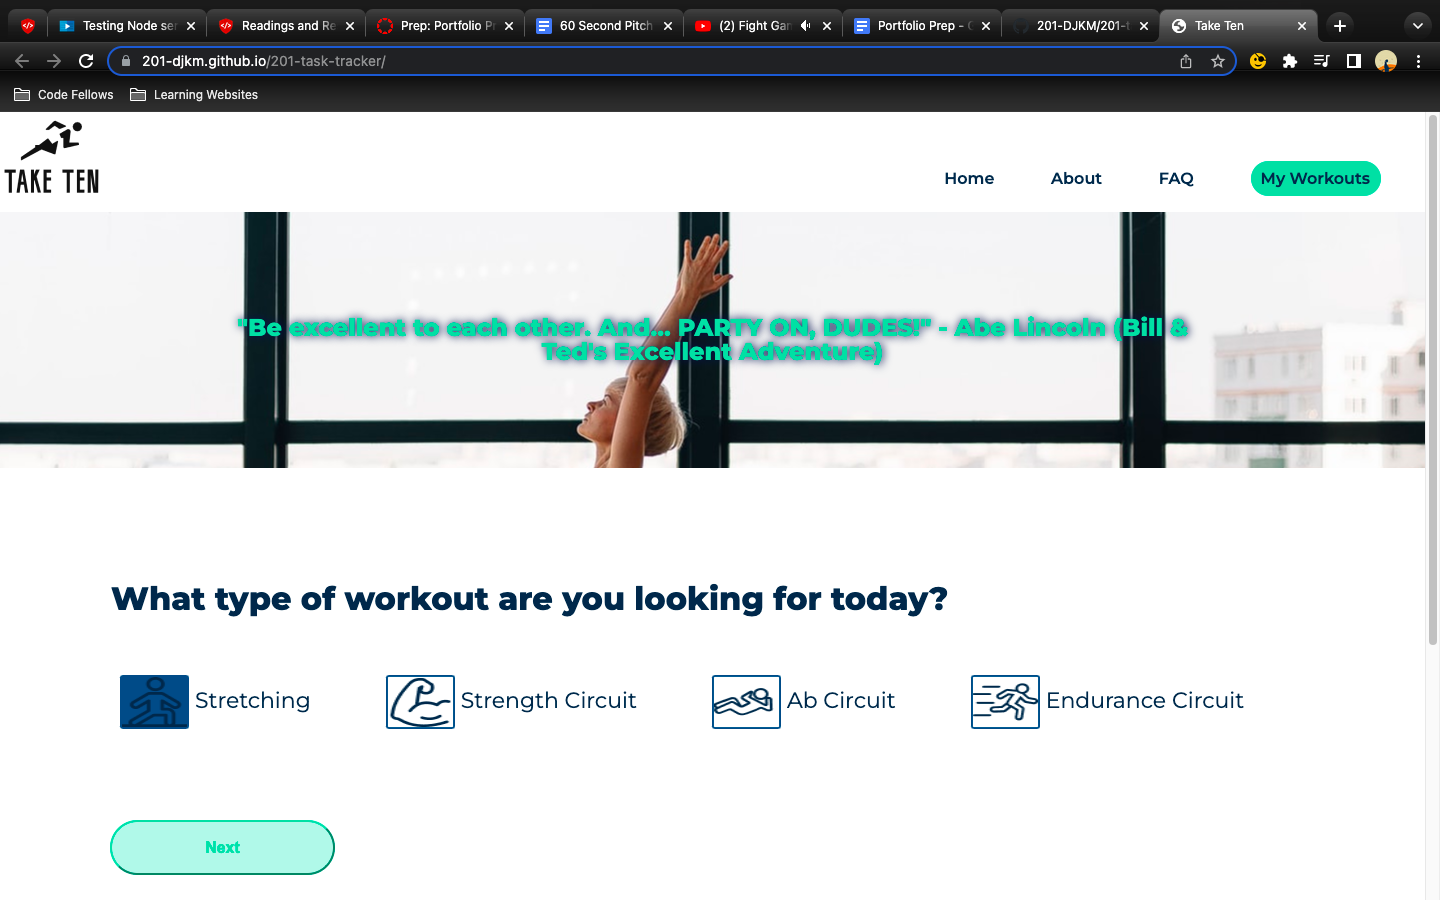 Testing Node ser
Readings and Re
Prep: Portfolio Pr
60 Second Pitch
(2) Fight Gan
Portfolio Prep - G
201-DJKM/201-t
Take Ten
201-djkm.github.io/201-task-tracker/
Code Fellows
Learning Websites
TAKE TEN
Home
About
FAQ
My Workouts
"Be excellent to each other. And... PARTY ON, DUDES!" - Abe Lincoln (Bill &
Ted's Excellent Adventure)
What type of workout are you looking for today?
Stretching
Strength Circuit
Ab Circuit
Endurance Circuit
Next